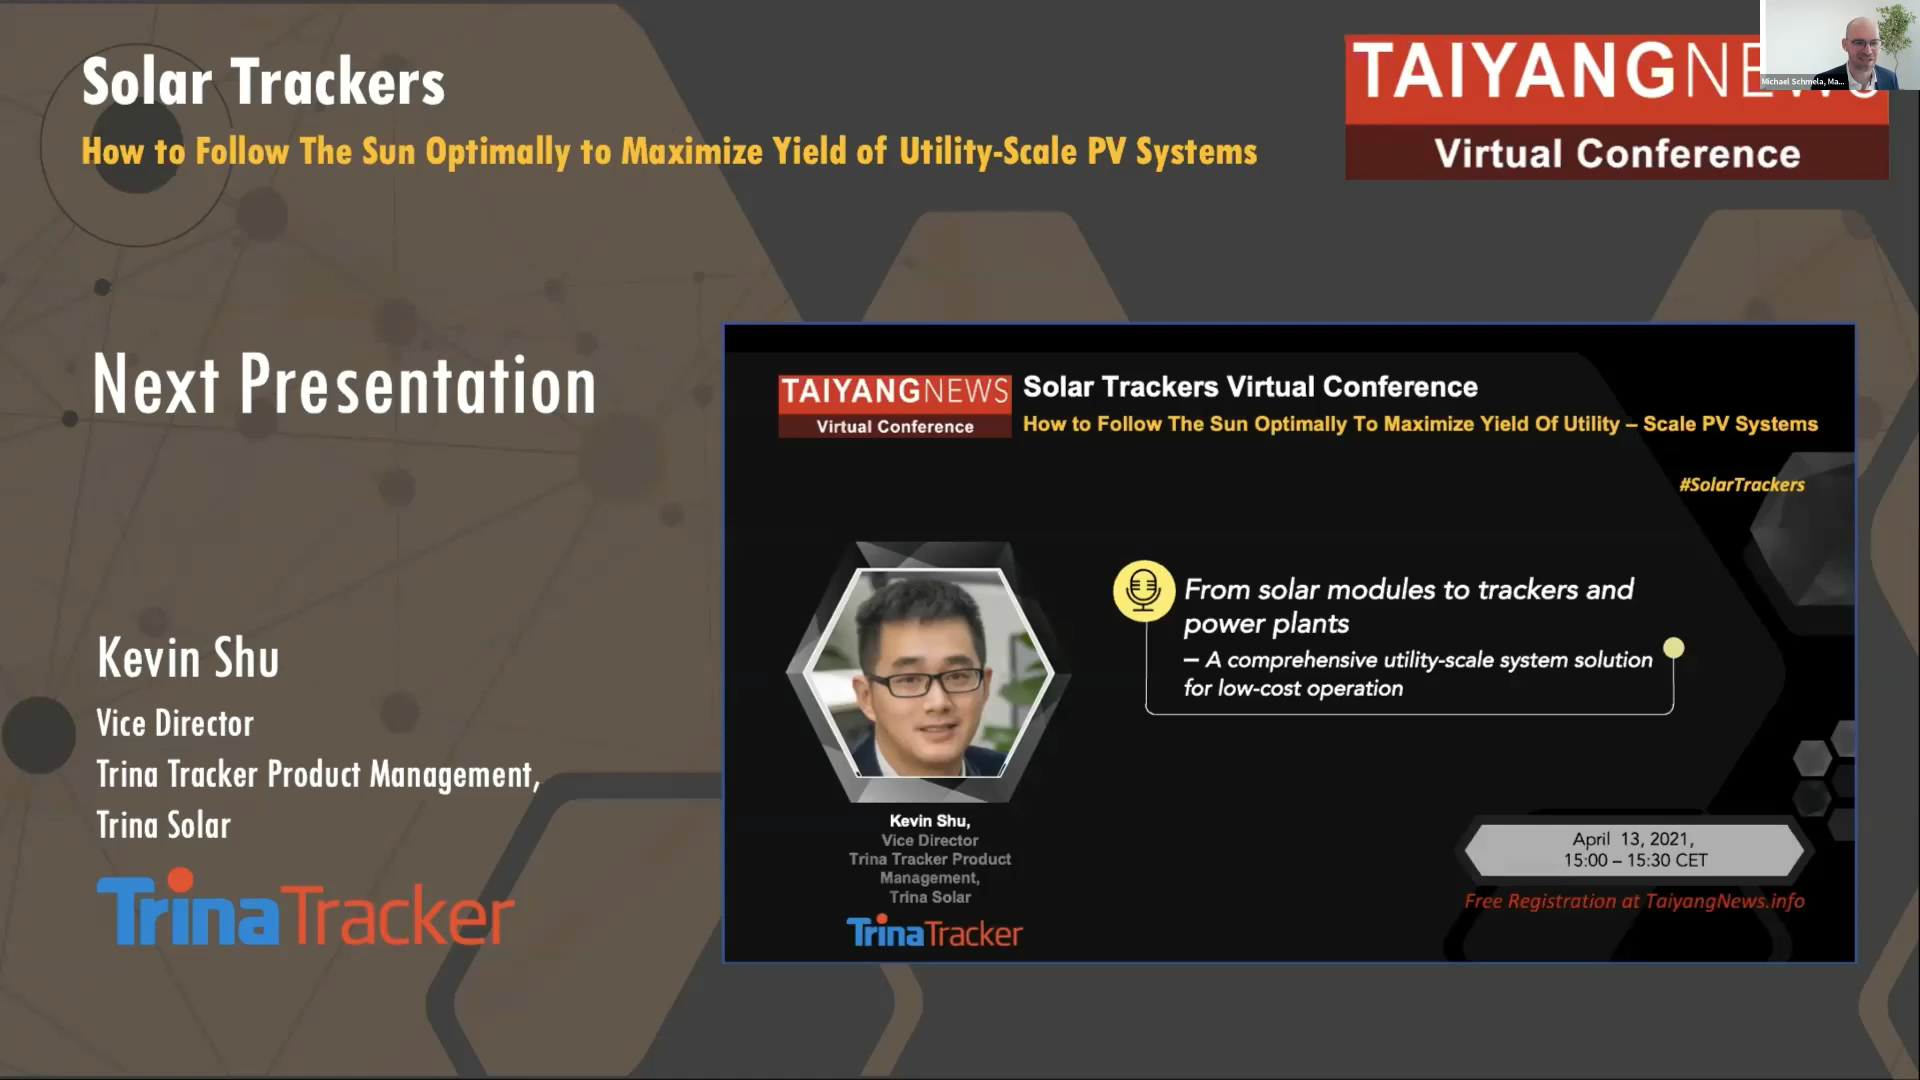 Solar Trackers
How to Follow The Sun Optimally to Maximize Yield of Utility-Scale PV Systems
TAIYANGNE
Virtual Conference
Michael Schmela, Ma...
Next Presentation
Kevin Shu
Vice Director
Trina Tracker Product Management,
Trina Solar
TrinaTracker
TAIYANGNEWS
Virtual Conference
Solar Trackers Virtual Conference
How to Follow The Sun Optimally To Maximize Yield Of Utility – Scale PV Systems
#SolarTrackers
From solar modules to trackers and
power plants
– A comprehensive utility-scale system solution
for low-cost operation
Kevin Shu,
Vice Director
Trina Tracker Product
Management,
Trina Solar
TrinaTracker
April 13, 2021,
15:00 – 15:30 CET
Free Registration at TaiyangNews.info